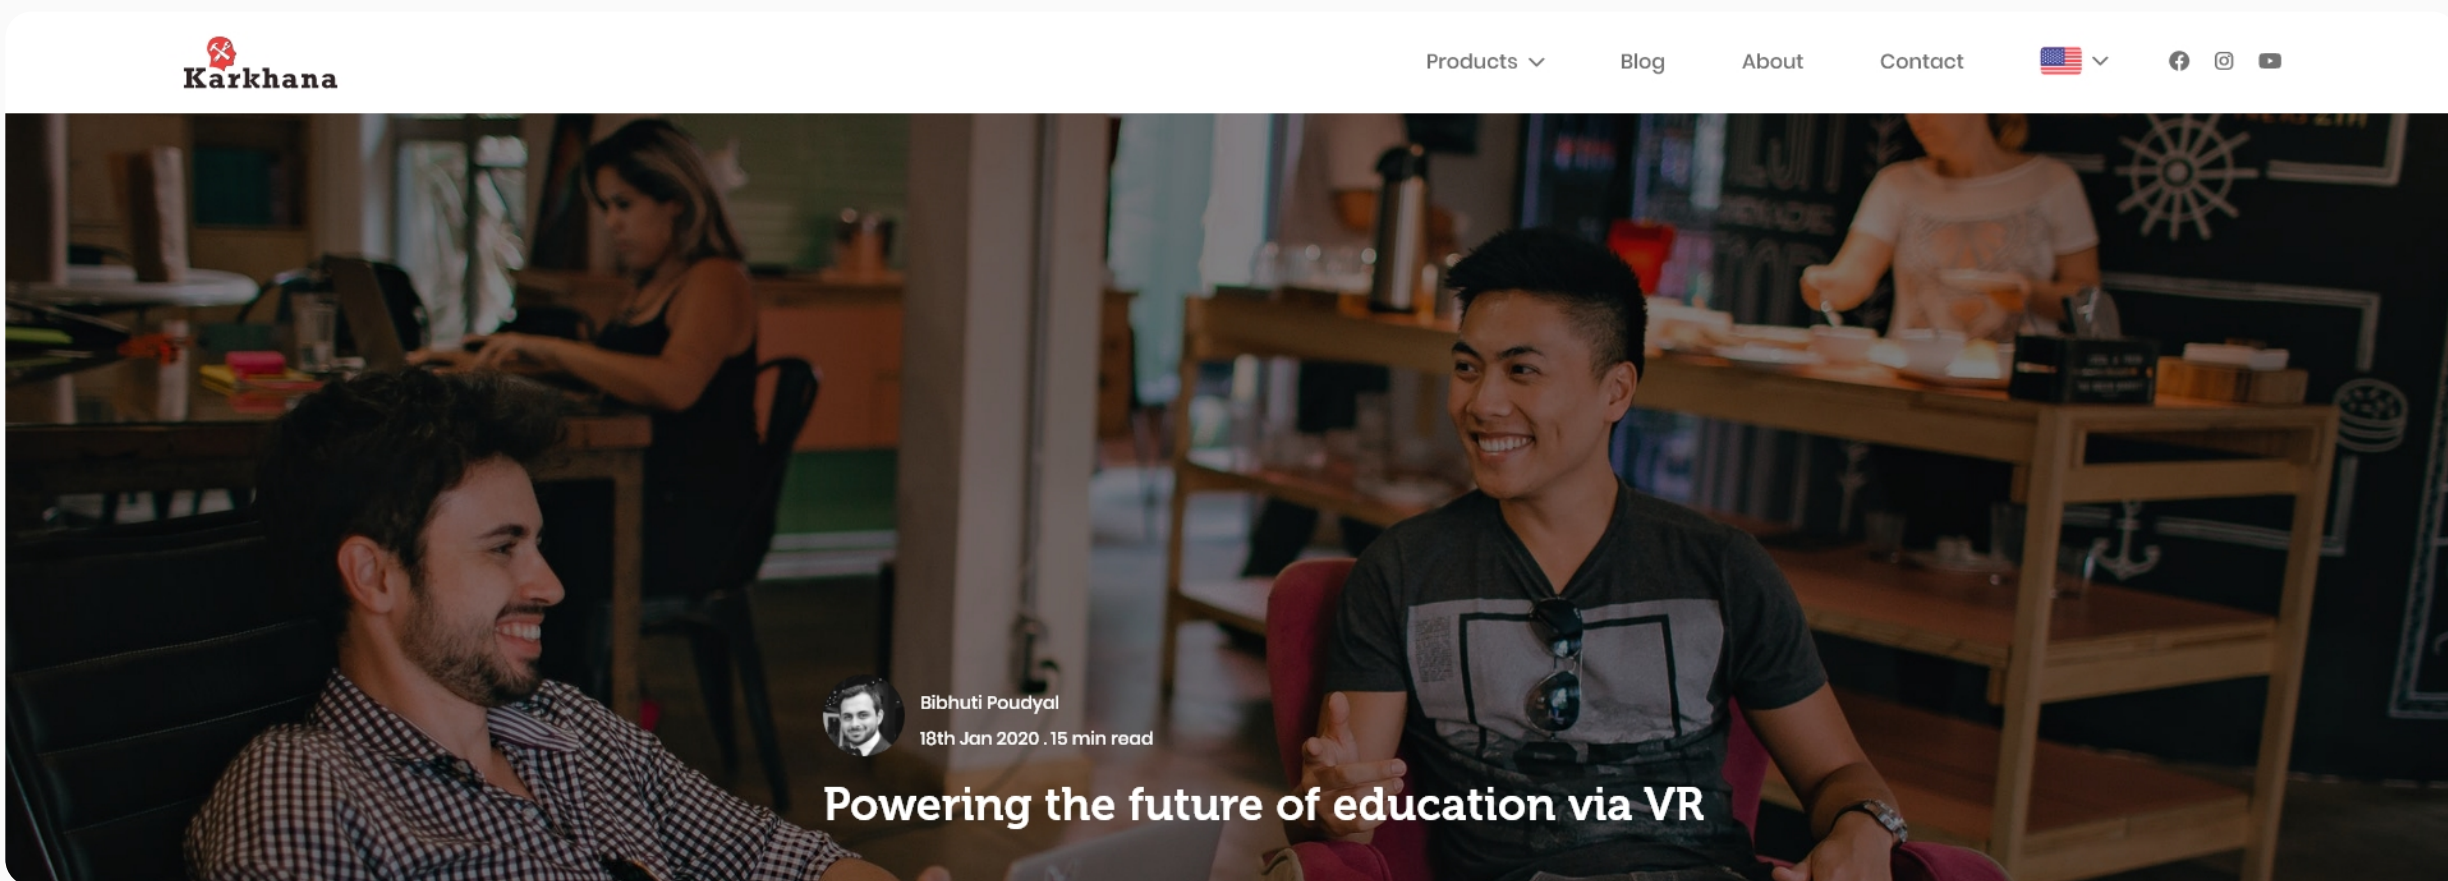 Karkhana
Products Blog About Contact
Bibhuti Poudyal
18th Jan 2020 . 15 min read
Powering the future of education via VR